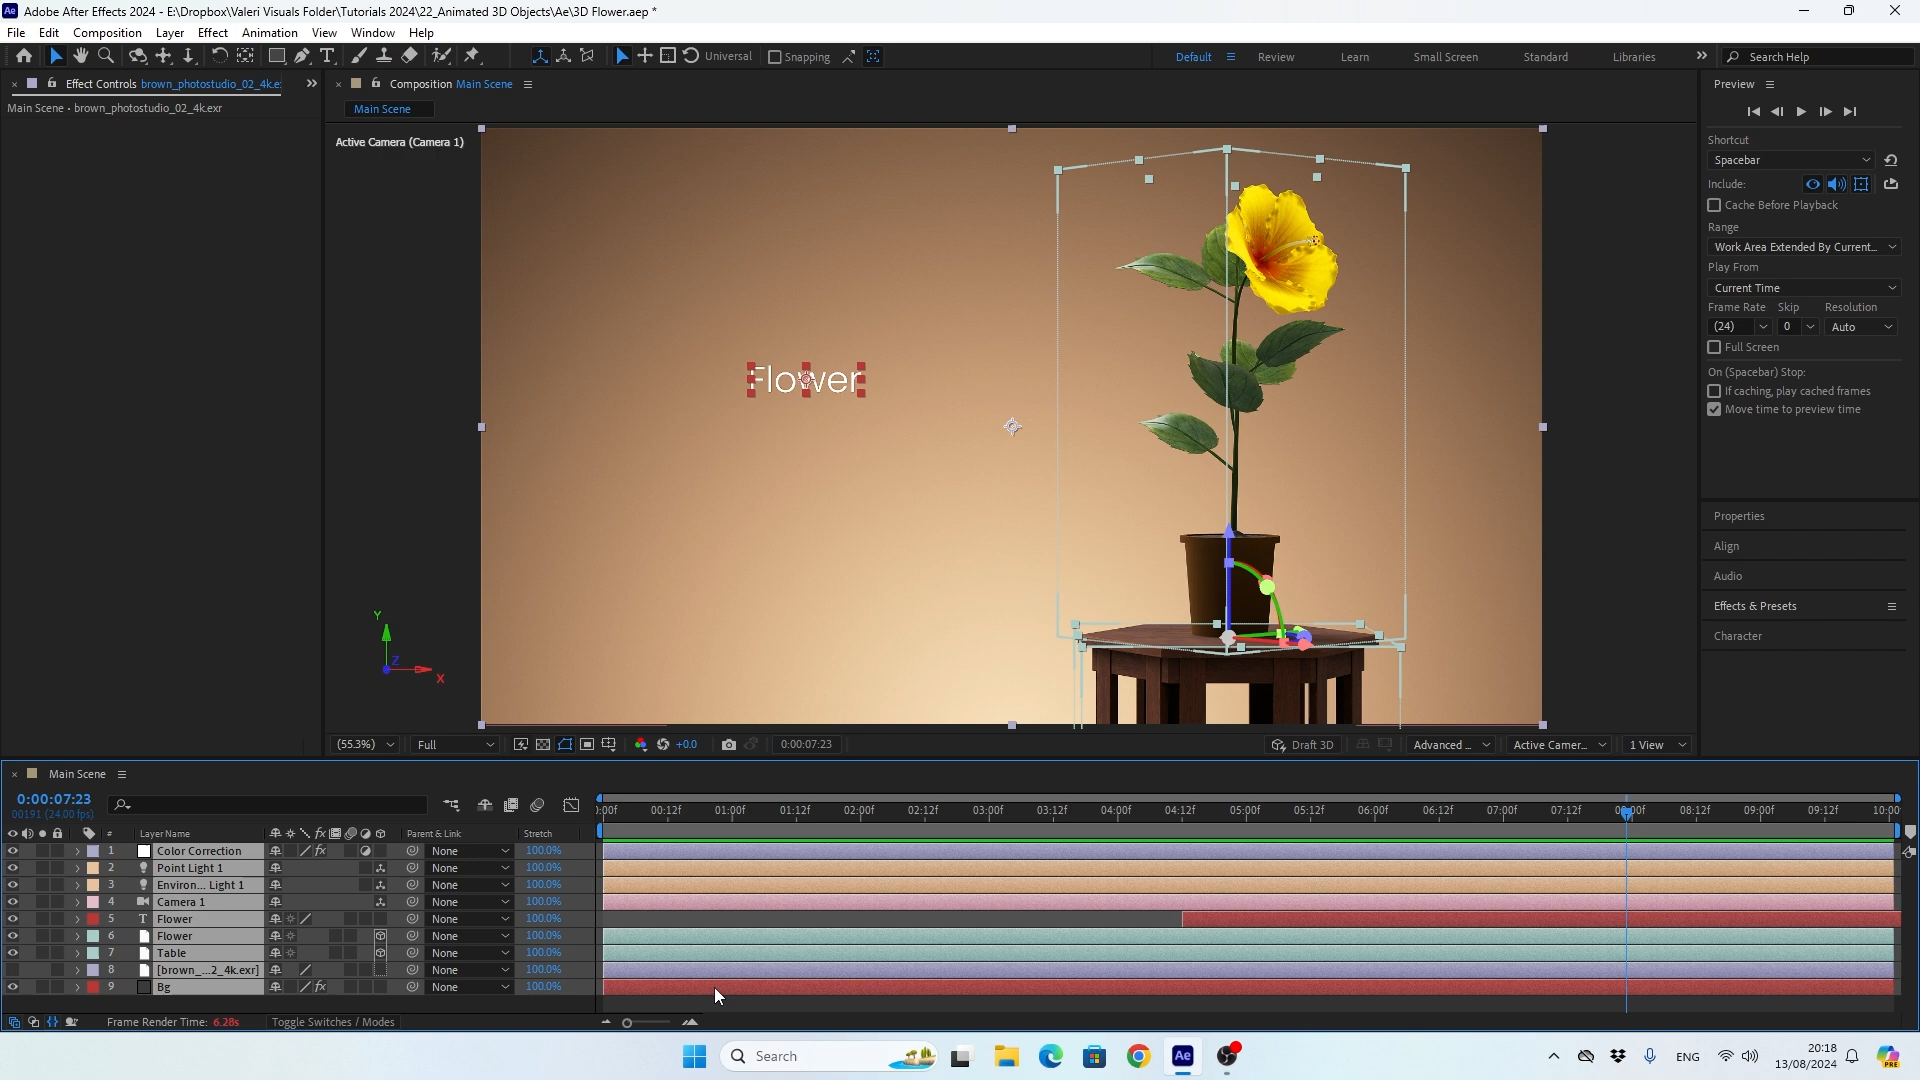 Adobe After Effects 2024 - E:\Dropbox\Valeri Visuals Folder\Tutorials 2024\22_Animated 3D Objects\Ae\3D Flower.aep *
File Edit Composition Layer Effect Animation View Window Help
Universal Snapping Default Review Learn Small Screen Standard Libraries Search Help
Effect Controls brown_photostudio_02_4k.e
Composition Main Scene
Main Scene • brown_photostudio_02_4k.exr
Main Scene
Active Camera (Camera 1)
Flower
Y
Z
X
(55.3%) Full +0.0 0:00:07:23 Draft 3D Advanced ... Active Camer... 1 View
Preview
Shortcut
Spacebar
Include:
Cache Before Playback
Range
Work Area Extended By Current...
Play From
Current Time
Frame Rate Skip Resolution
(24) 0 Auto
Full Screen
On (Spacebar) Stop:
If caching, play cached frames
Move time to preview time
Properties
Align
Audio
Effects & Presets
Character
Main Scene
0:00:07:23
00191 (24.00 fps)
):00f 00:12f 01:00f 01:12f 02:00f 02:12f 03:00f 03:12f 04:00f 04:12f 05:00f 05:12f 06:00f 06:12f 07:00f 07:12f 08:00f 08:12f 09:00f 09:12f 10:00
# Layer Name fx Parent & Link Stretch
1 Color Correction fx None 100.0%
2 Point Light 1 None 100.0%
3 Environ... Light 1 None 100.0%
4 Camera 1 None 100.0%
5 T Flower None 100.0%
6 Flower None 100.0%
7 Table None 100.0%
8 [brown_...2_4k.exr] None 100.0%
9 Bg fx None 100.0%
Frame Render Time: 6.28s Toggle Switches / Modes
Search
Ae
ENG
20:18
13/08/2024
PRE